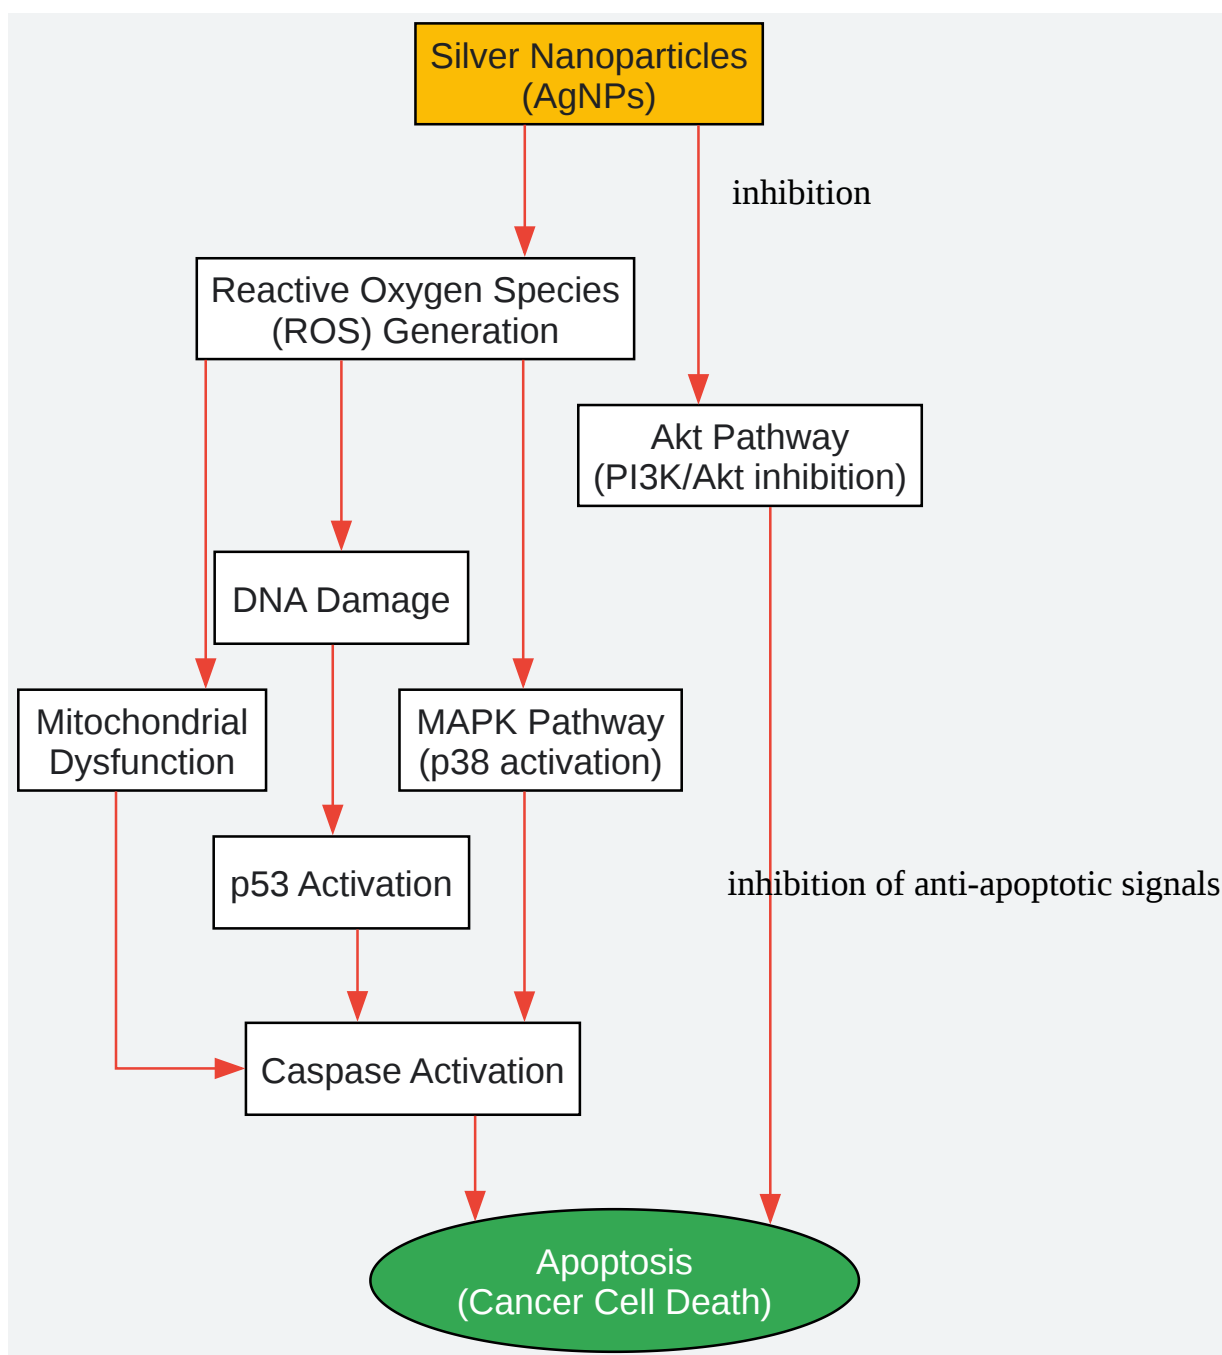 Silver Nanoparticles
(AgNPs)
inhibition
Reactive Oxygen Species
(ROS) Generation
Akt Pathway
(PI3K/Akt inhibition)
DNA Damage
Mitochondrial
Dysfunction
MAPK Pathway
(p38 activation)
p53 Activation
inhibition of anti-apoptotic signals
Caspase Activation
Apoptosis
(Cancer Cell Death)